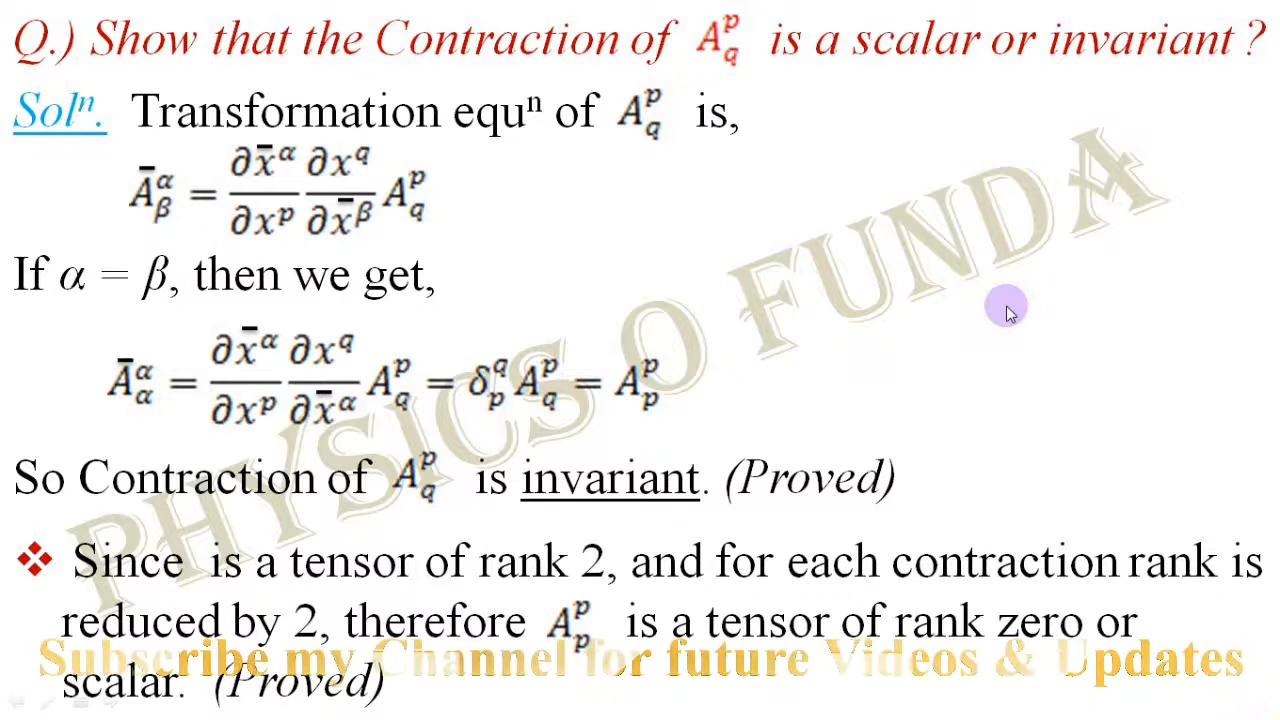 Q.) Show that the Contraction of A^p_q is a scalar or invariant ?
Solⁿ. Transformation equⁿ of A^p_q is,
Ā^α_β = ∂x̄^α/∂x^p ∂x^q/∂x̄^β A^p_q
If α = β, then we get,
Ā^α_α = ∂x̄^α/∂x^p ∂x^q/∂x̄^α A^p_q = δ^q_p A^p_q = A^p_p
So Contraction of A^p_q is invariant. (Proved)
❖ Since is a tensor of rank 2, and for each contraction rank is
reduced by 2, therefore A^p_p is a tensor of rank zero or
Subscribe my Channel for future Videos & Updates
scalar. (Proved)
PHYSICS O FUNDA